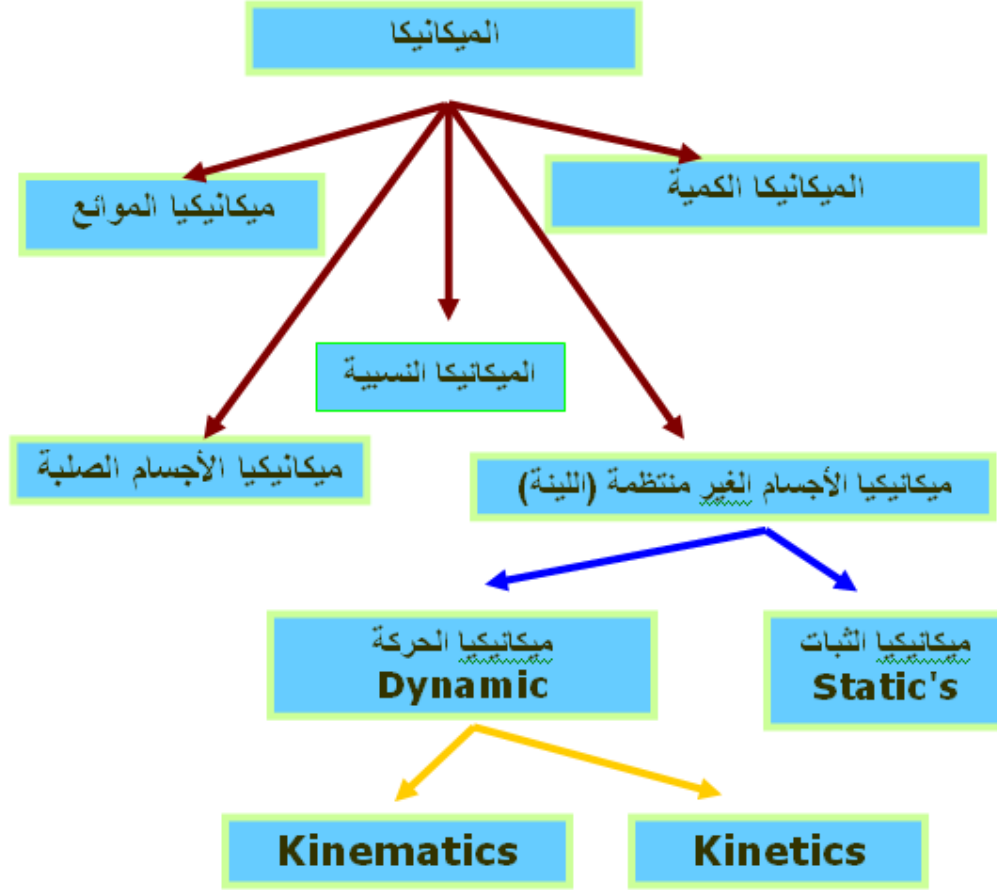 الميكانيكا
الميكانيكا الكمية
ميكانيكيا الموائع
الميكانيكا النسبية
ميكانيكيا الأجسام الصلبة
ميكانيكيا الأجسام الغير منتظمة (اللينة)
ميكانيكيا الثبات
Static's
ميكانيكيا الحركة
Dynamic
Kinematics
Kinetics